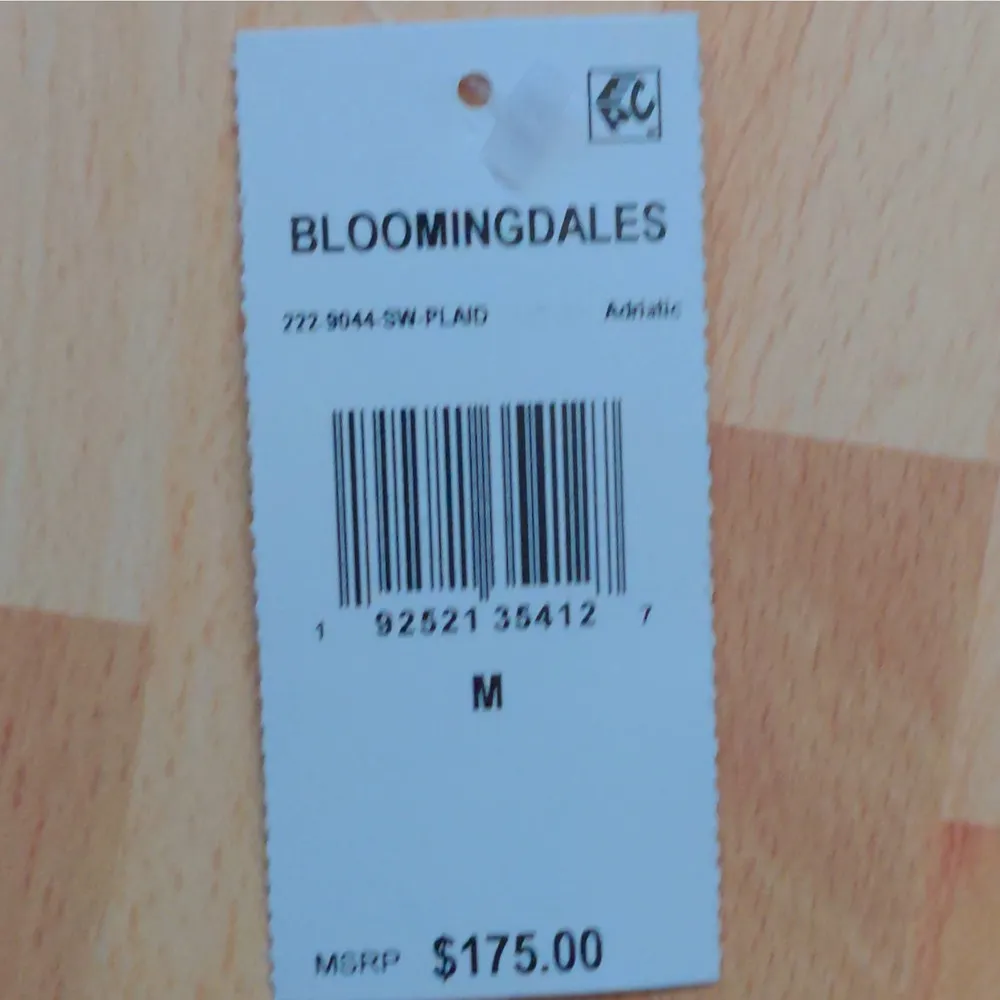 BLOOMINGDALES
222-9044-SW-PLAID Adriatic
1 92521 35412 7
M
MSRP $175.00